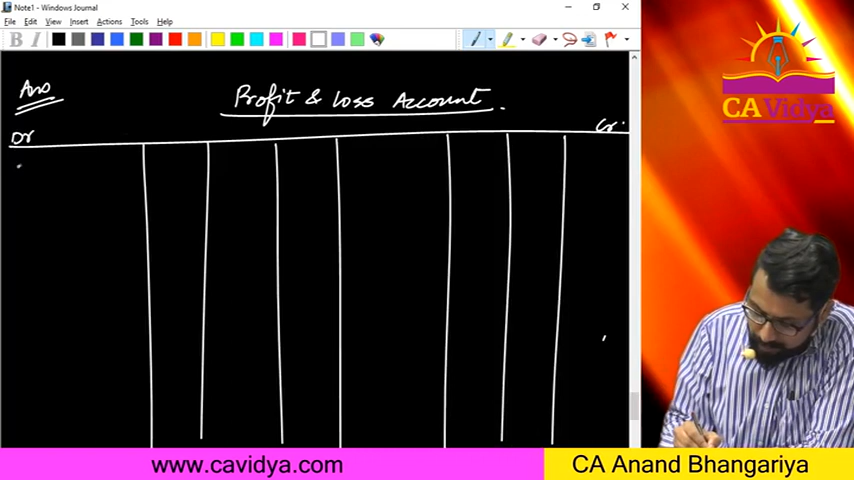 Note1 - Windows Journal
File Edit View Insert Actions Tools Help
B I
Ans
Profit & Loss Account.
Dr
Cr.
CA Vidya
www.cavidya.com
CA Anand Bhangariya